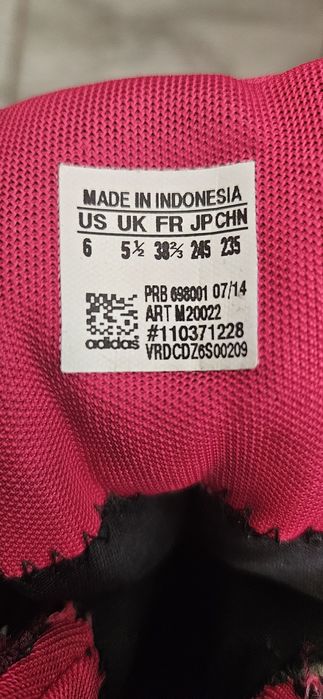 MADE IN INDONESIA
US UK FR JP CHN
6 5½ 38⅔ 245 235
PRB 698001 07/14
ART M20022
#110371228
adidas VRDCDZ6S00209